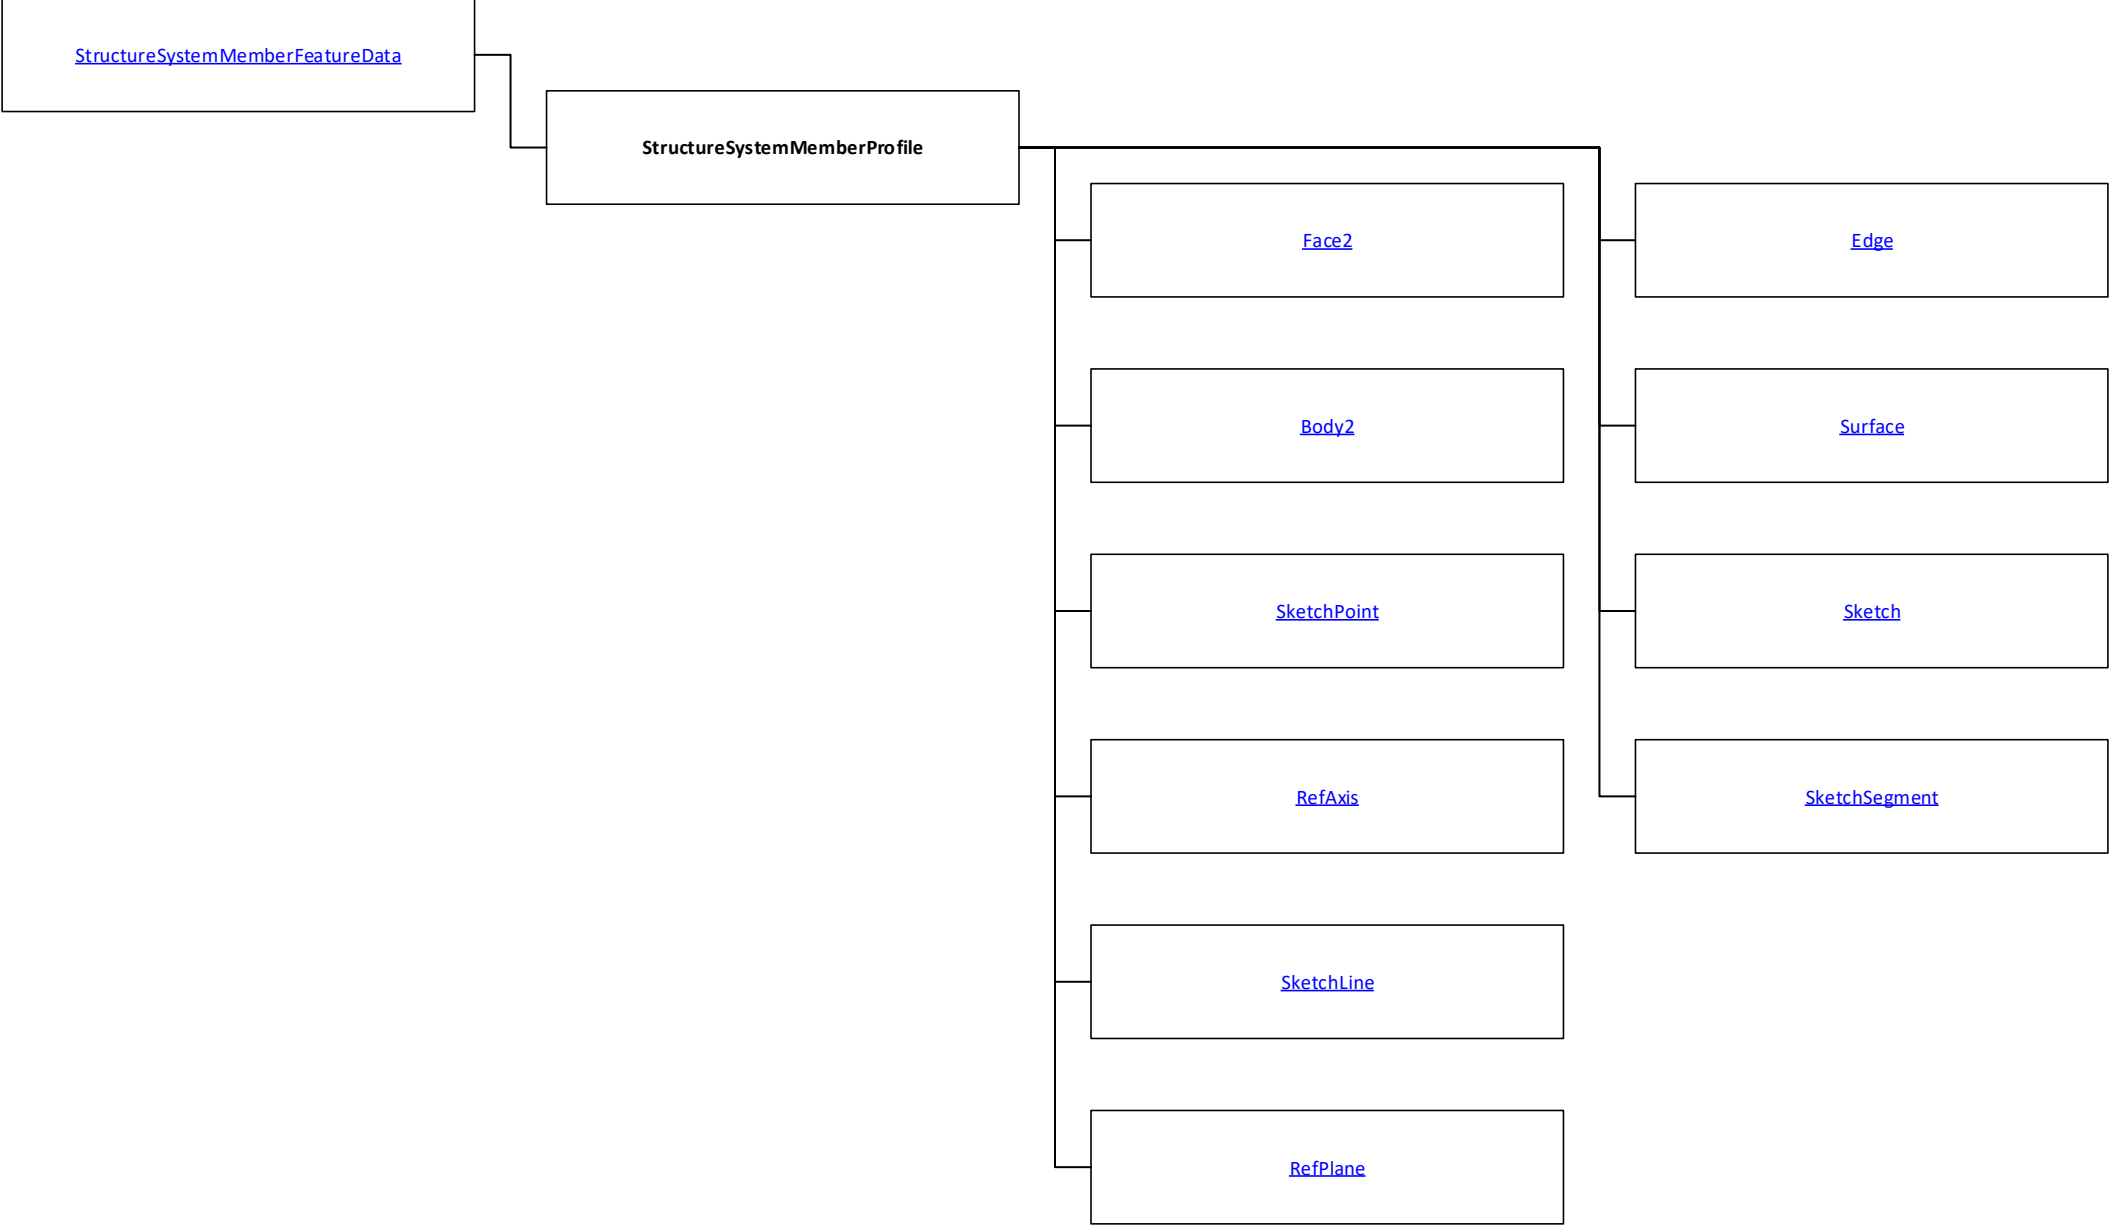 StructureSystemMemberFeatureData
StructureSystemMemberProfile
Face2
Edge
Body2
Surface
SketchPoint
Sketch
RefAxis
SketchSegment
SketchLine
RefPlane